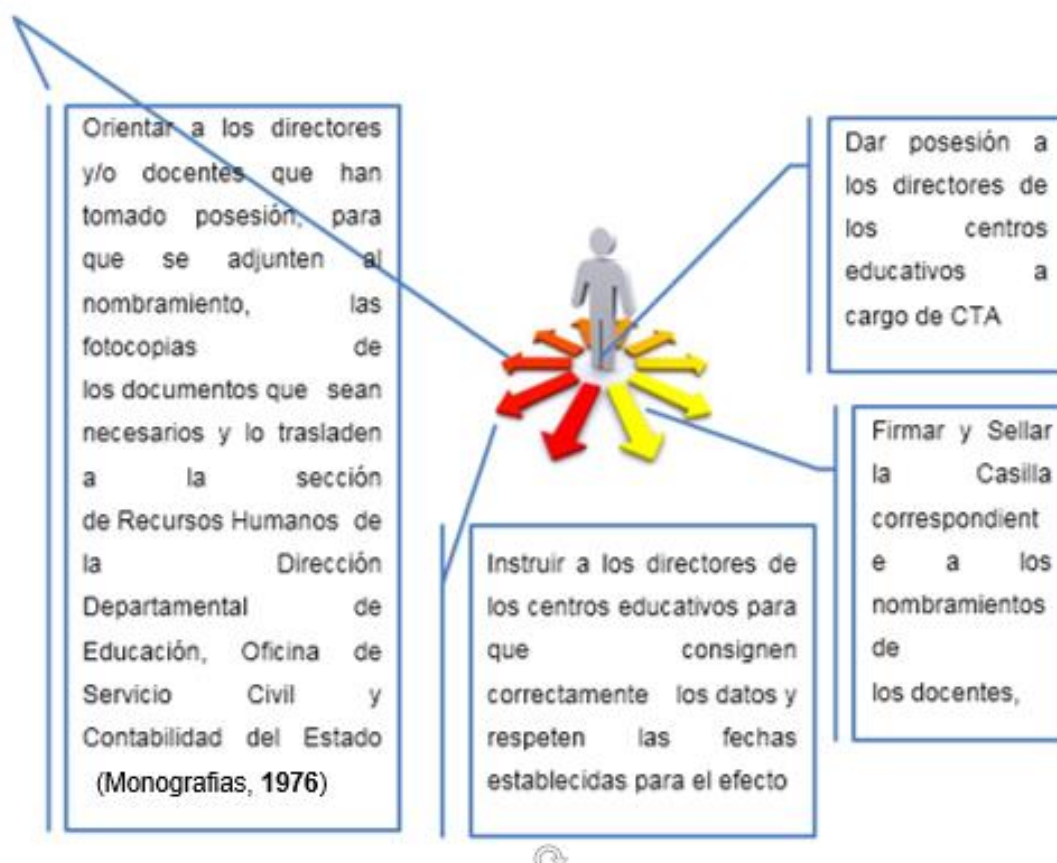 Orientar a los directores
y/o docentes que han
tomado posesión, para
que se adjunten al
nombramiento, las
fotocopias de
los documentos que sean
necesarios y lo trasladen
a la sección
de Recursos Humanos de
la Dirección
Departamental de
Educación, Oficina de
Servicio Civil y
Contabilidad del Estado
(Monografias, 1976)
Instruir a los directores de
los centros educativos para
que consignen
correctamente los datos y
respeten las fechas
establecidas para el efecto
Dar posesión a
los directores de
los centros
educativos a
cargo de CTA
Firmar y Sellar
la Casilla
correspondient
e a los
nombramientos
de
los docentes,